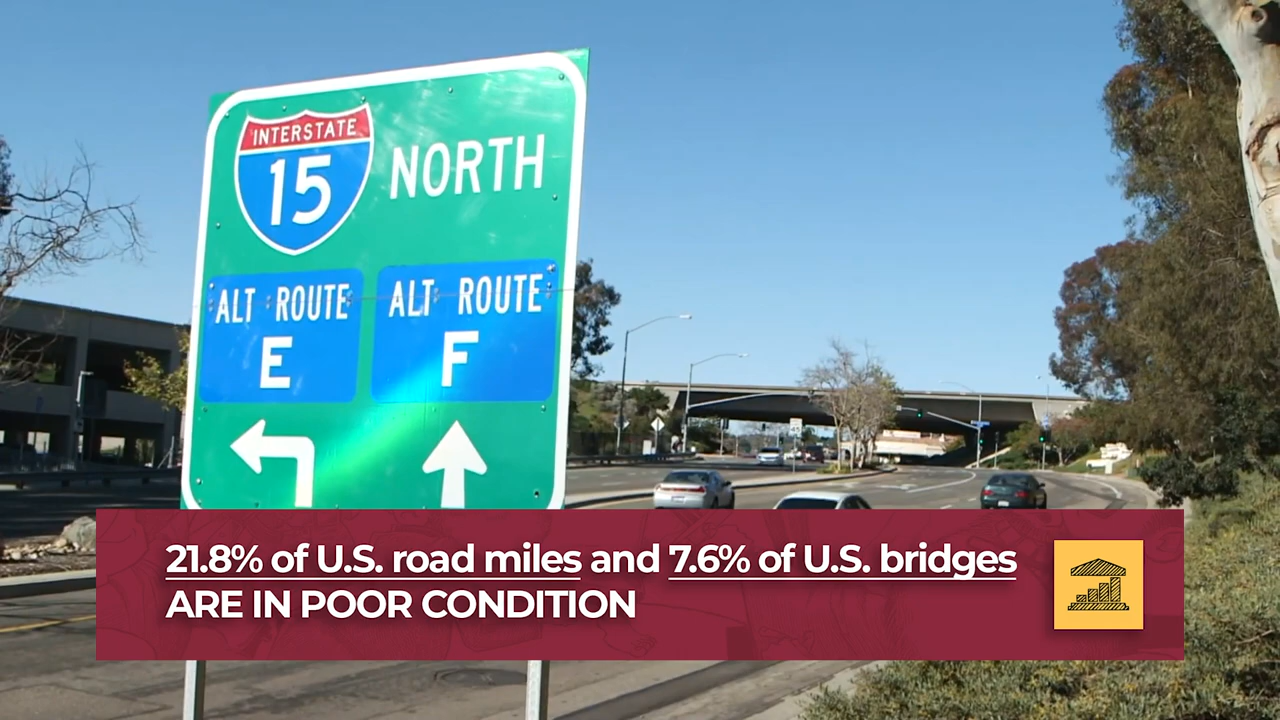 INTERSTATE
15 NORTH
ALT ROUTE ALT ROUTE
E F
45
21.8% of U.S. road miles and 7.6% of U.S. bridges
ARE IN POOR CONDITION